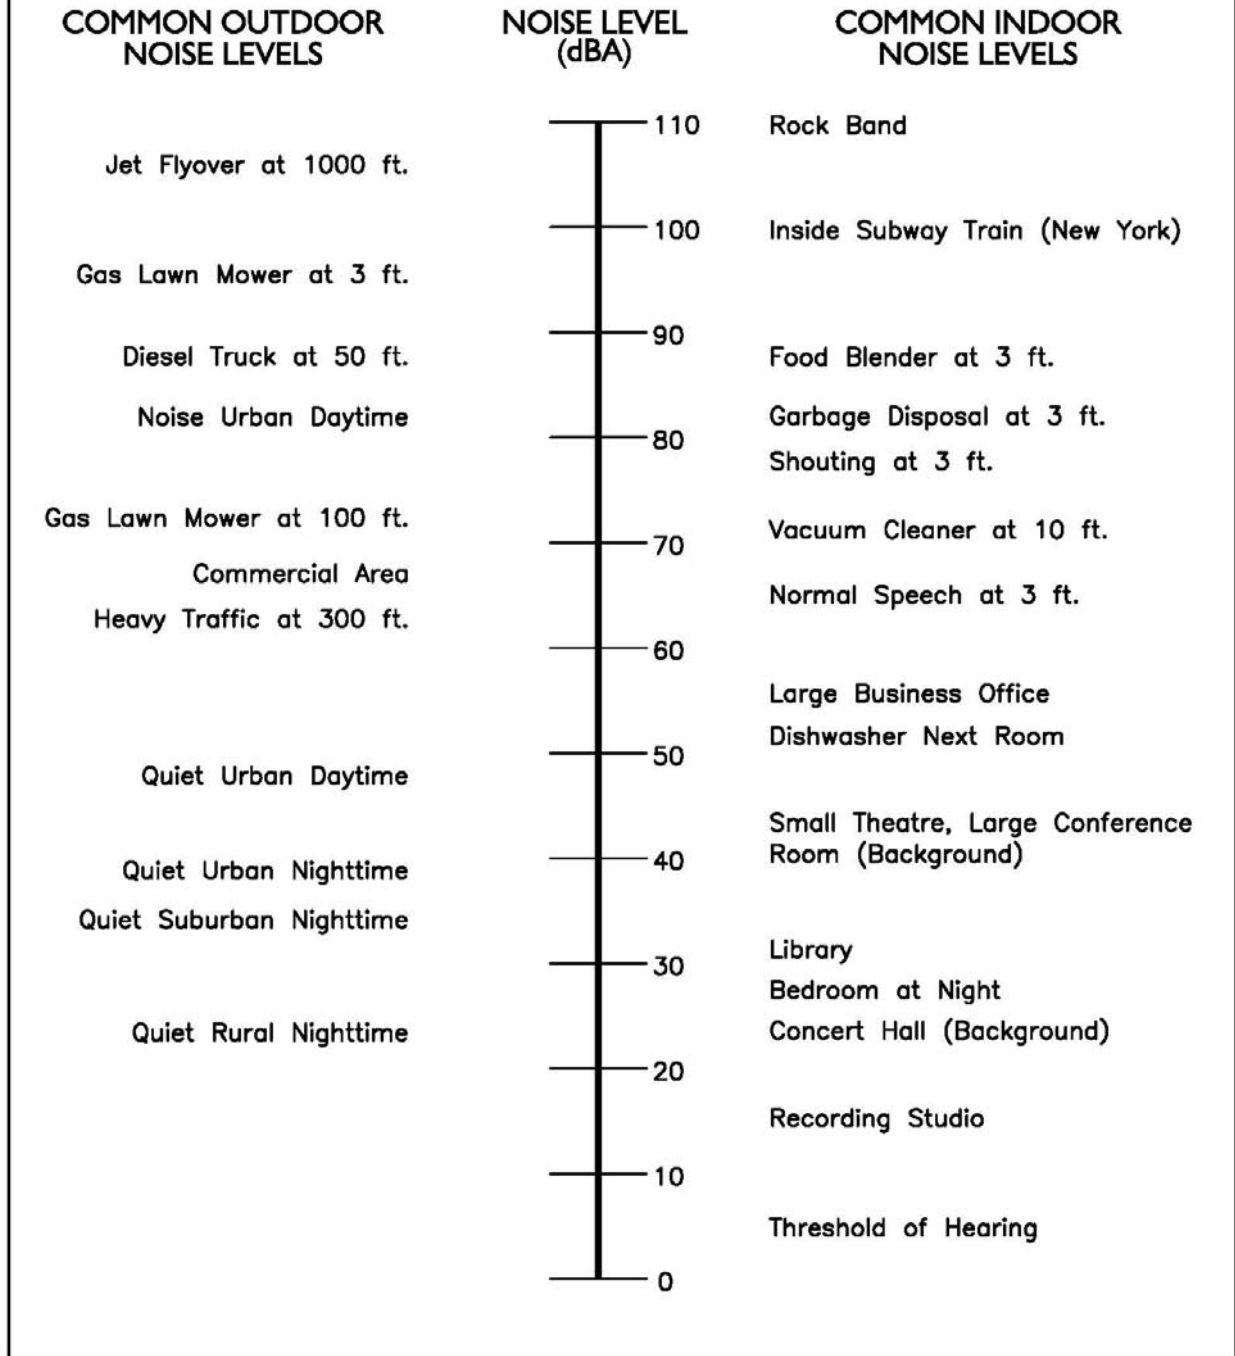 COMMON OUTDOOR
NOISE LEVELS
NOISE LEVEL
(dBA)
COMMON INDOOR
NOISE LEVELS
110
Rock Band
Jet Flyover at 1000 ft.
100
Inside Subway Train (New York)
Gas Lawn Mower at 3 ft.
90
Diesel Truck at 50 ft.
Food Blender at 3 ft.
Noise Urban Daytime
Garbage Disposal at 3 ft.
80
Shouting at 3 ft.
Gas Lawn Mower at 100 ft.
Vacuum Cleaner at 10 ft.
70
Commercial Area
Normal Speech at 3 ft.
Heavy Traffic at 300 ft.
60
Large Business Office
Dishwasher Next Room
50
Quiet Urban Daytime
Small Theatre, Large Conference
Room (Background)
40
Quiet Urban Nighttime
Quiet Suburban Nighttime
Library
30
Bedroom at Night
Quiet Rural Nighttime
Concert Hall (Background)
20
Recording Studio
10
Threshold of Hearing
0